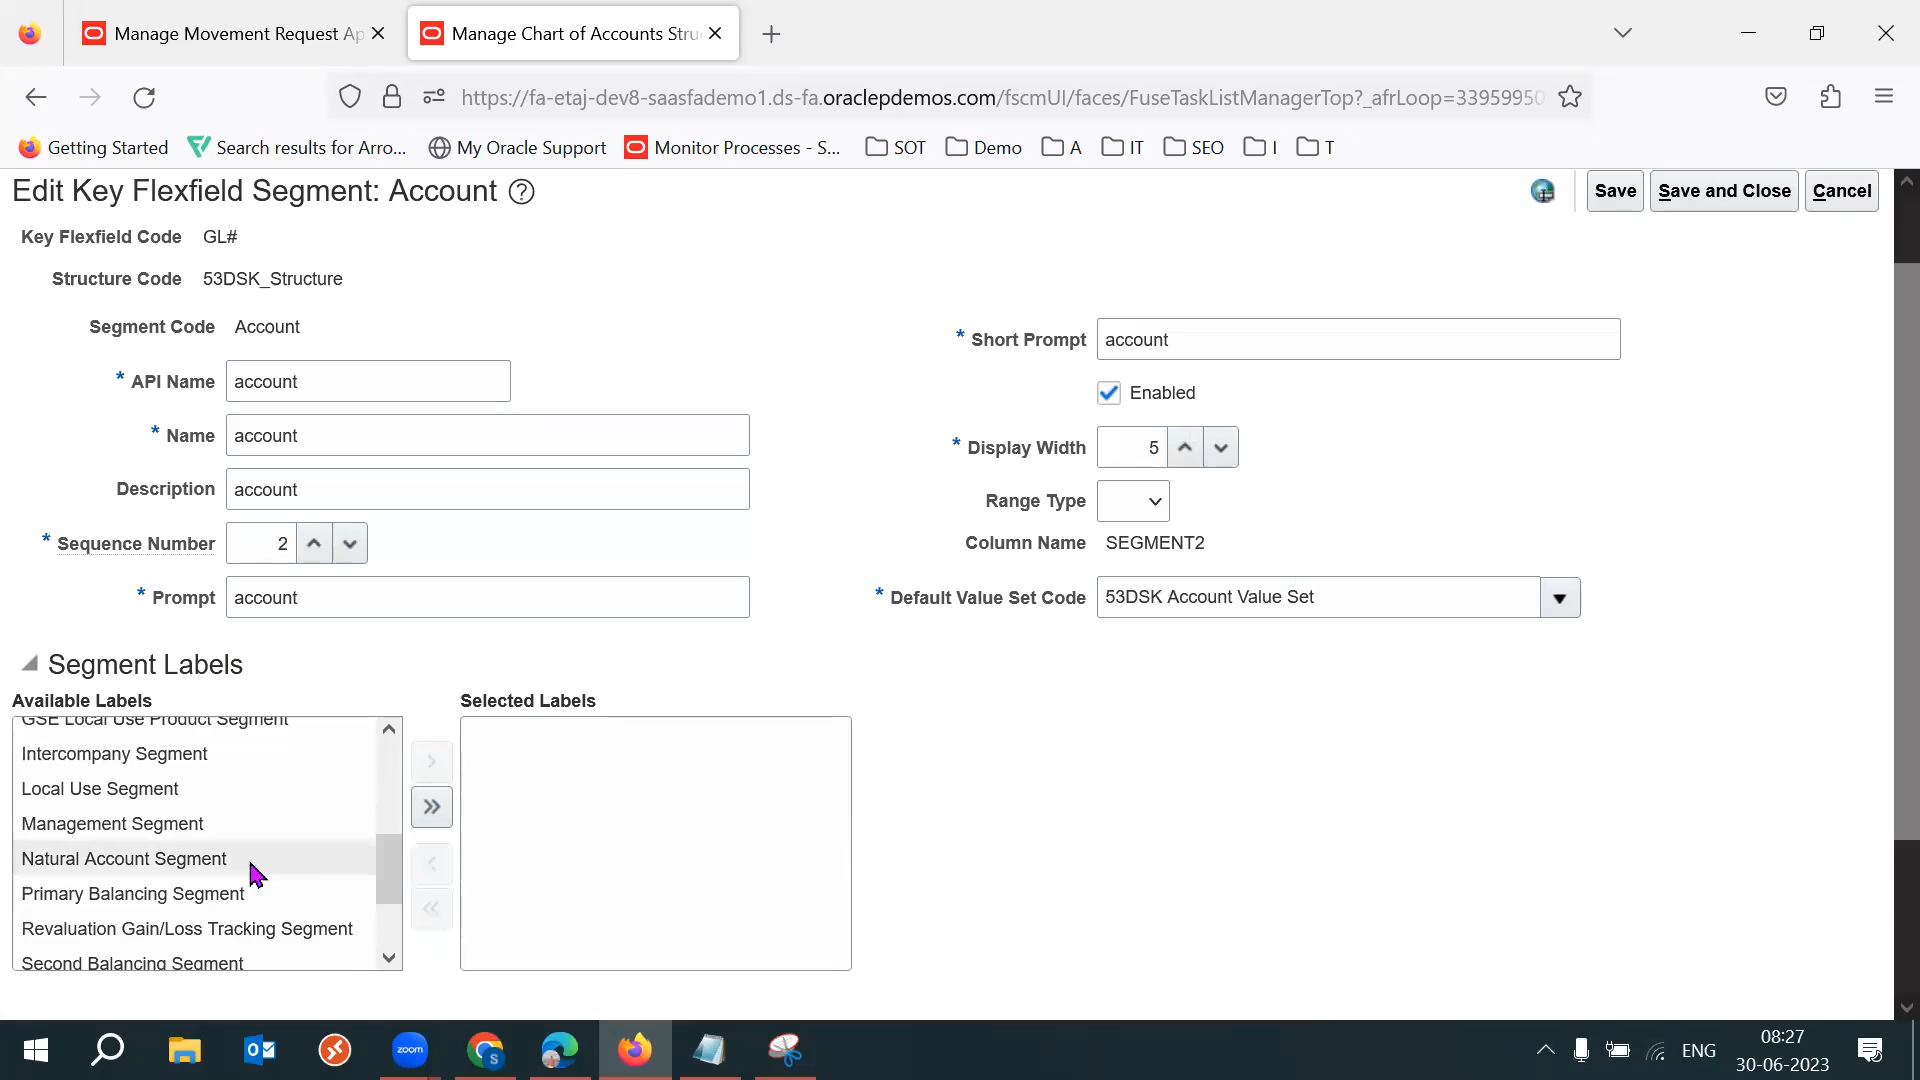 Manage Movement Request Ap
Manage Chart of Accounts Stru
https://fa-etaj-dev8-saasfademo1.ds-fa.oraclepdemos.com/fscmUI/faces/FuseTaskListManagerTop?_afrLoop=33959950
Getting Started
Search results for Arro...
My Oracle Support
Monitor Processes - S...
SOT
Demo
A
IT
SEO
I
T
Edit Key Flexfield Segment: Account
Save
Save and Close
Cancel
Key Flexfield Code GL#
Structure Code 53DSK_Structure
Segment Code Account
* API Name account
* Name account
Description account
* Sequence Number 2
* Prompt account
* Short Prompt account
Enabled
* Display Width 5
Range Type
Column Name SEGMENT2
* Default Value Set Code 53DSK Account Value Set
Segment Labels
Available Labels
GSE Local Use Product Segment
Intercompany Segment
Local Use Segment
Management Segment
Natural Account Segment
Primary Balancing Segment
Revaluation Gain/Loss Tracking Segment
Second Balancing Segment
Selected Labels
zoom
S
ENG
08:27
30-06-2023